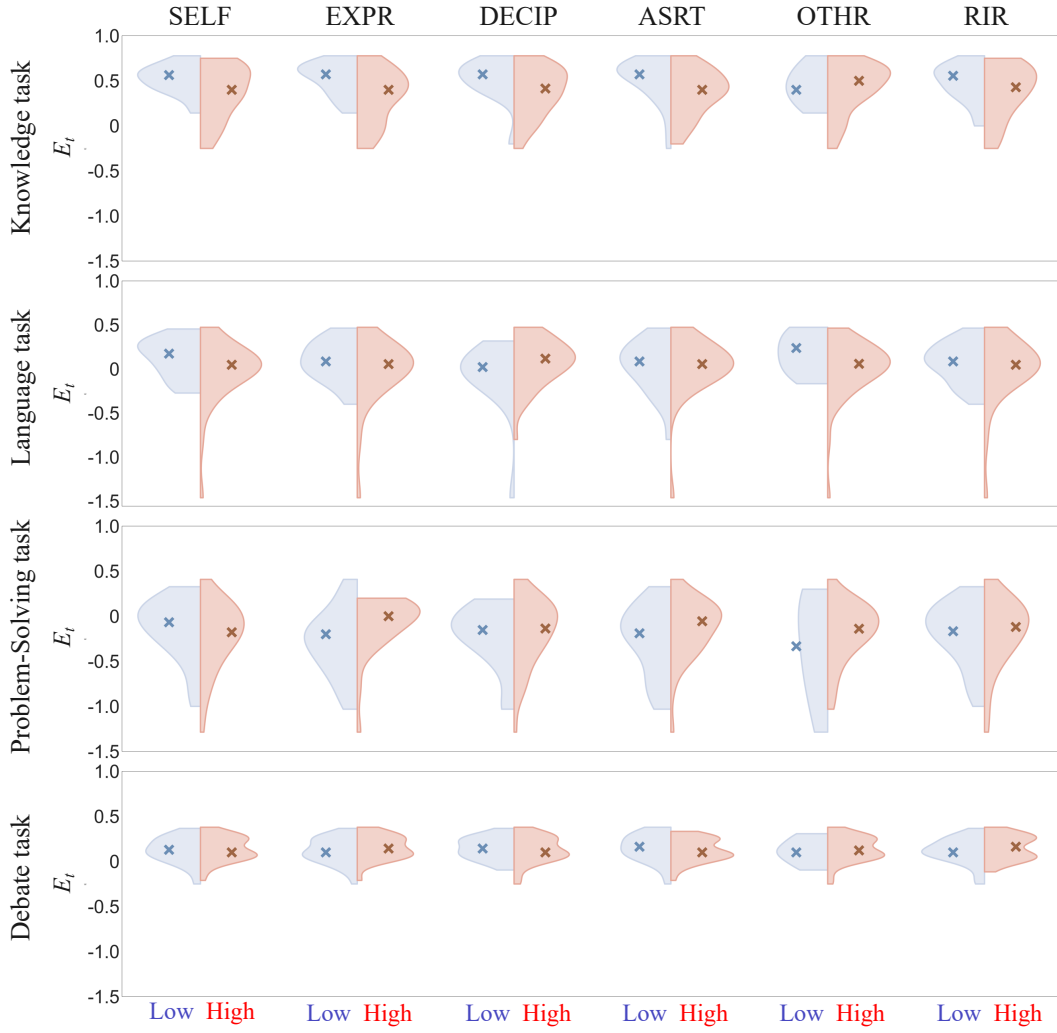 SELF EXPR DECIP ASRT OTHR RIR
Knowledge task
E_t
1.0
0.5
0
-0.5
-1.0
-1.5
Language task
E_t
1.0
0.5
0
-0.5
-1.0
-1.5
Problem-Solving task
E_t
1.0
0.5
0
-0.5
-1.0
-1.5
Debate task
E_t
1.0
0.5
0
-0.5
-1.0
-1.5
Low High Low High Low High Low High Low High Low High